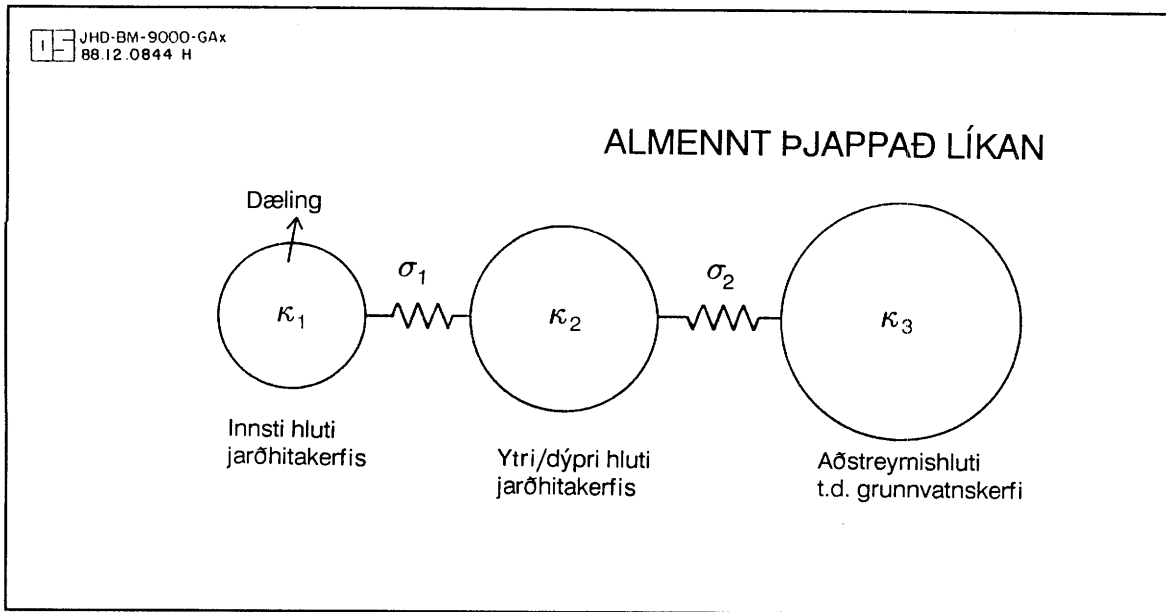 OS JHD-BM-9000-GAx
88.12.0844 H
ALMENNT ÞJAPPAÐ LÍKAN
Dæling
σ₁
σ₂
κ₁
κ₂
κ₃
Innsti hluti
jarðhitakerfis
Ytri/dýpri hluti
jarðhitakerfis
Aðstreymishluti
t.d. grunnvatnskerfi